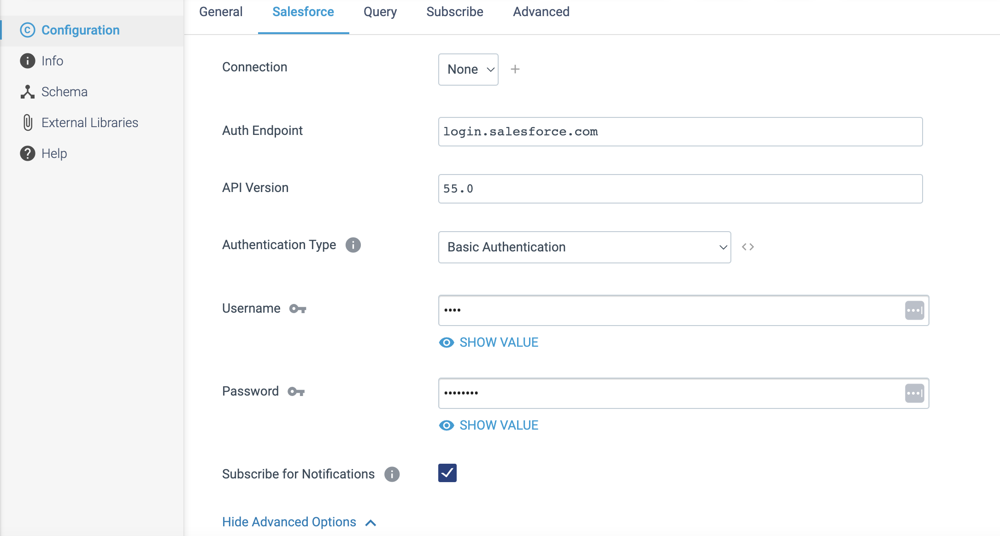 General Salesforce Query Subscribe Advanced
Configuration
Info
Schema
External Libraries
Help
Connection None
Auth Endpoint login.salesforce.com
API Version 55.0
Authentication Type Basic Authentication
Username ••••
SHOW VALUE
Password ••••••••
SHOW VALUE
Subscribe for Notifications
Hide Advanced Options